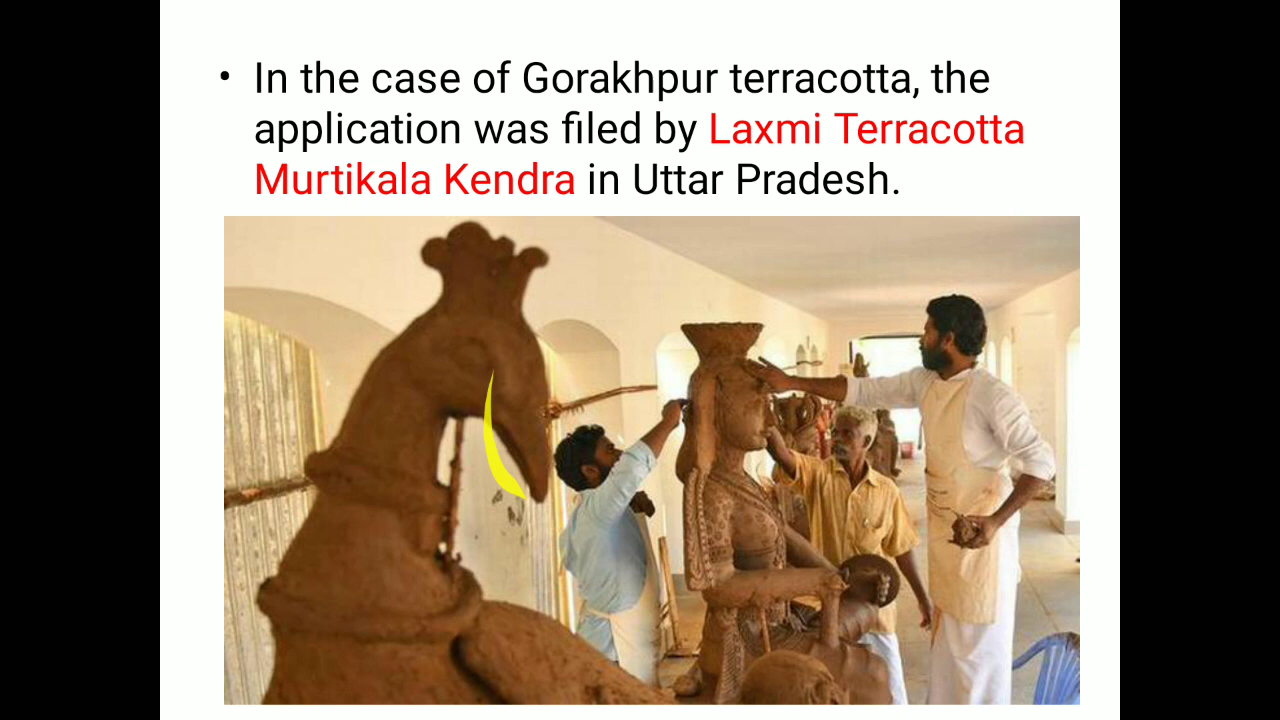 • In the case of Gorakhpur terracotta, the
application was filed by Laxmi Terracotta
Murtikala Kendra in Uttar Pradesh.